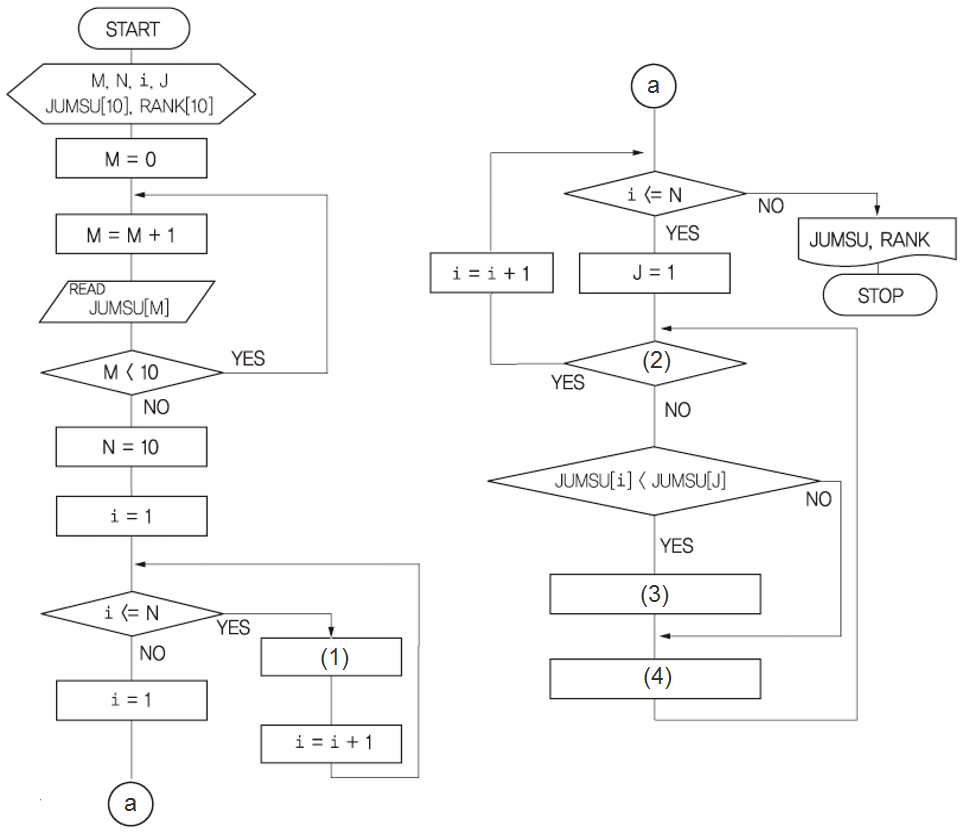 START
M, N, i, J
JUMSU[10], RANK[10]
M = 0
M = M + 1
READ
JUMSU[M]
M < 10
YES
NO
N = 10
i = 1
i <= N
YES
NO
(1)
i = 1
i = i + 1
a
a
i <= N
NO
YES
JUMSU, RANK
i = i + 1
J = 1
STOP
(2)
YES
NO
JUMSU[i] < JUMSU[J]
NO
YES
(3)
(4)